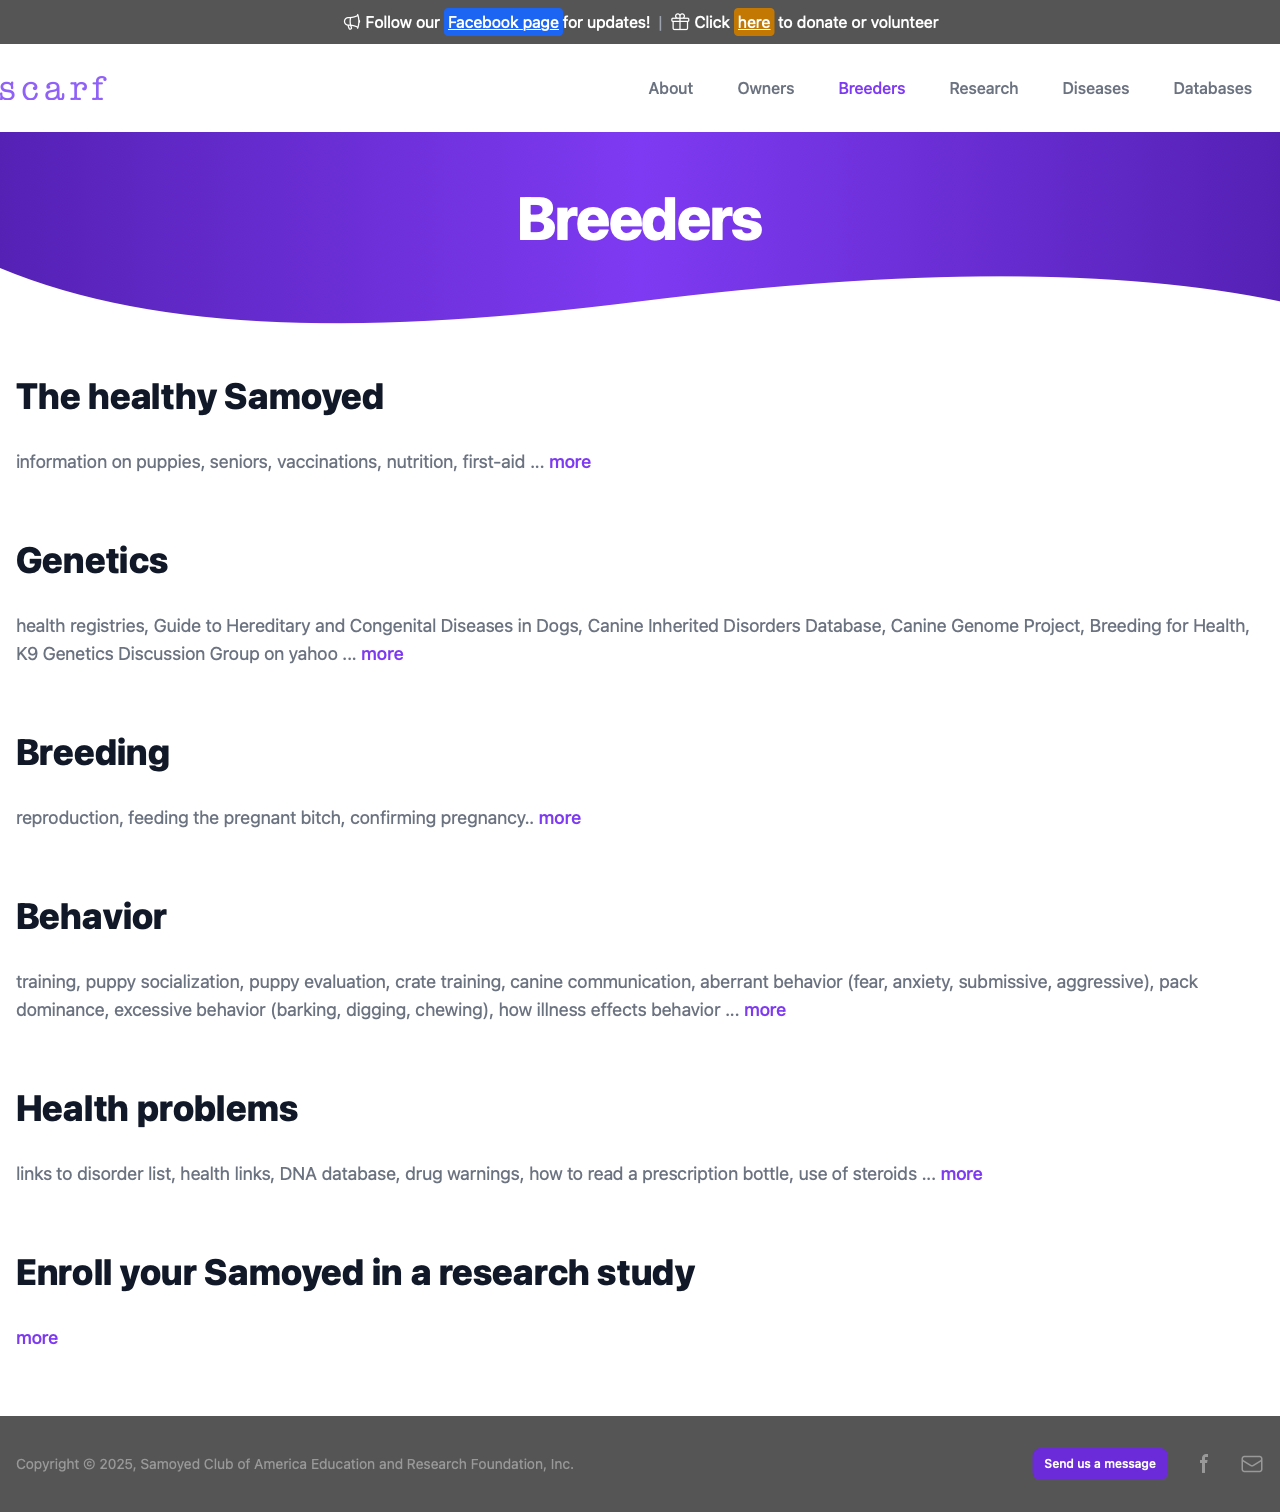 Follow our Facebook page for updates! | Click here to donate or volunteer
scarf
About Owners Breeders Research Diseases Databases
Breeders
The healthy Samoyed
information on puppies, seniors, vaccinations, nutrition, first-aid ... more
Genetics
health registries, Guide to Hereditary and Congenital Diseases in Dogs, Canine Inherited Disorders Database, Canine Genome Project, Breeding for Health,
K9 Genetics Discussion Group on yahoo ... more
Breeding
reproduction, feeding the pregnant bitch, confirming pregnancy.. more
Behavior
training, puppy socialization, puppy evaluation, crate training, canine communication, aberrant behavior (fear, anxiety, submissive, aggressive), pack
dominance, excessive behavior (barking, digging, chewing), how illness effects behavior ... more
Health problems
links to disorder list, health links, DNA database, drug warnings, how to read a prescription bottle, use of steroids ... more
Enroll your Samoyed in a research study
more
Copyright © 2025, Samoyed Club of America Education and Research Foundation, Inc.
Send us a message